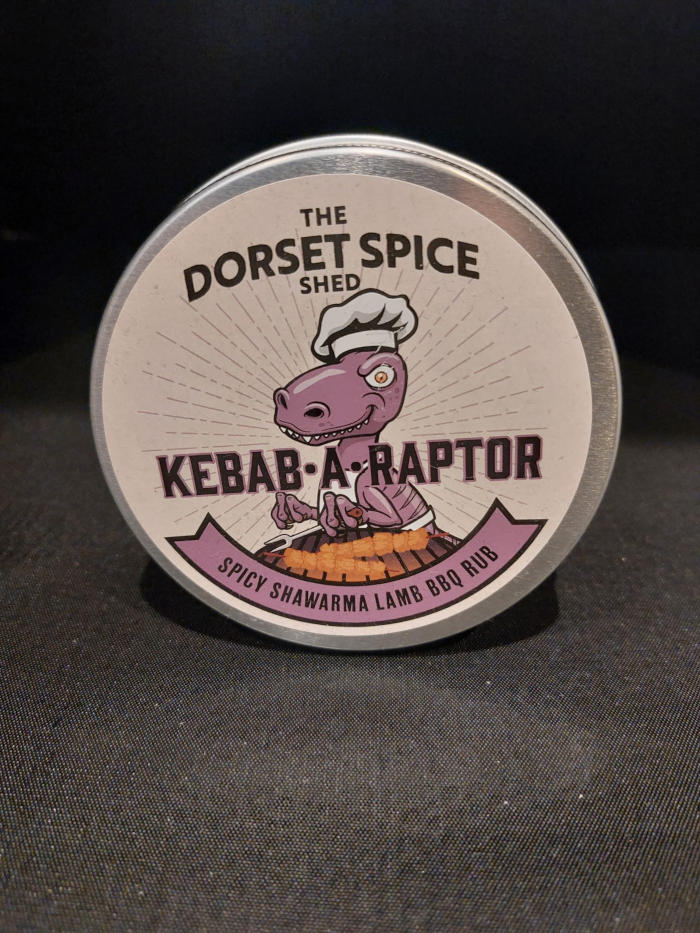 THE
DORSET SPICE
SHED
KEBAB•A•RAPTOR
SPICY SHAWARMA LAMB BBQ RUB